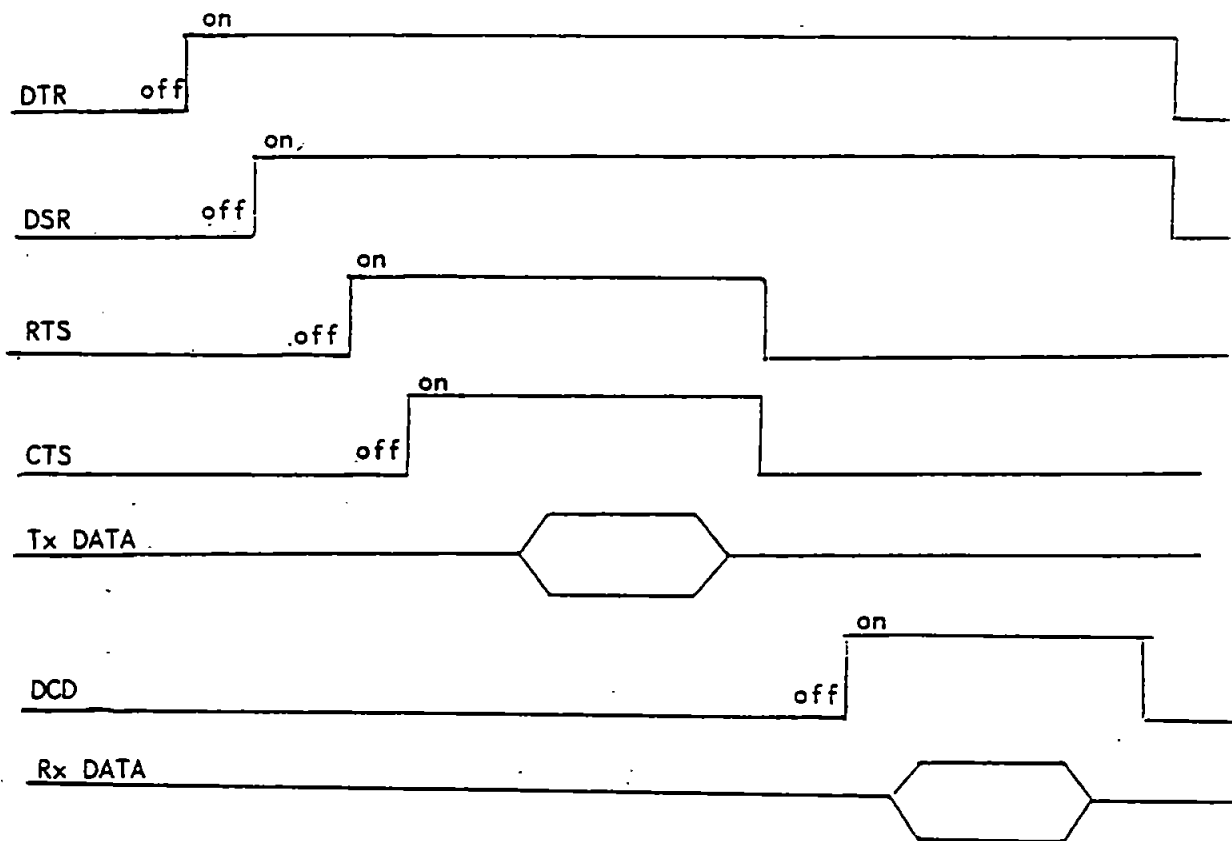 on
DTR off
on
DSR off
on
RTS off
on
CTS off
Tx DATA
on
DCD off
Rx DATA